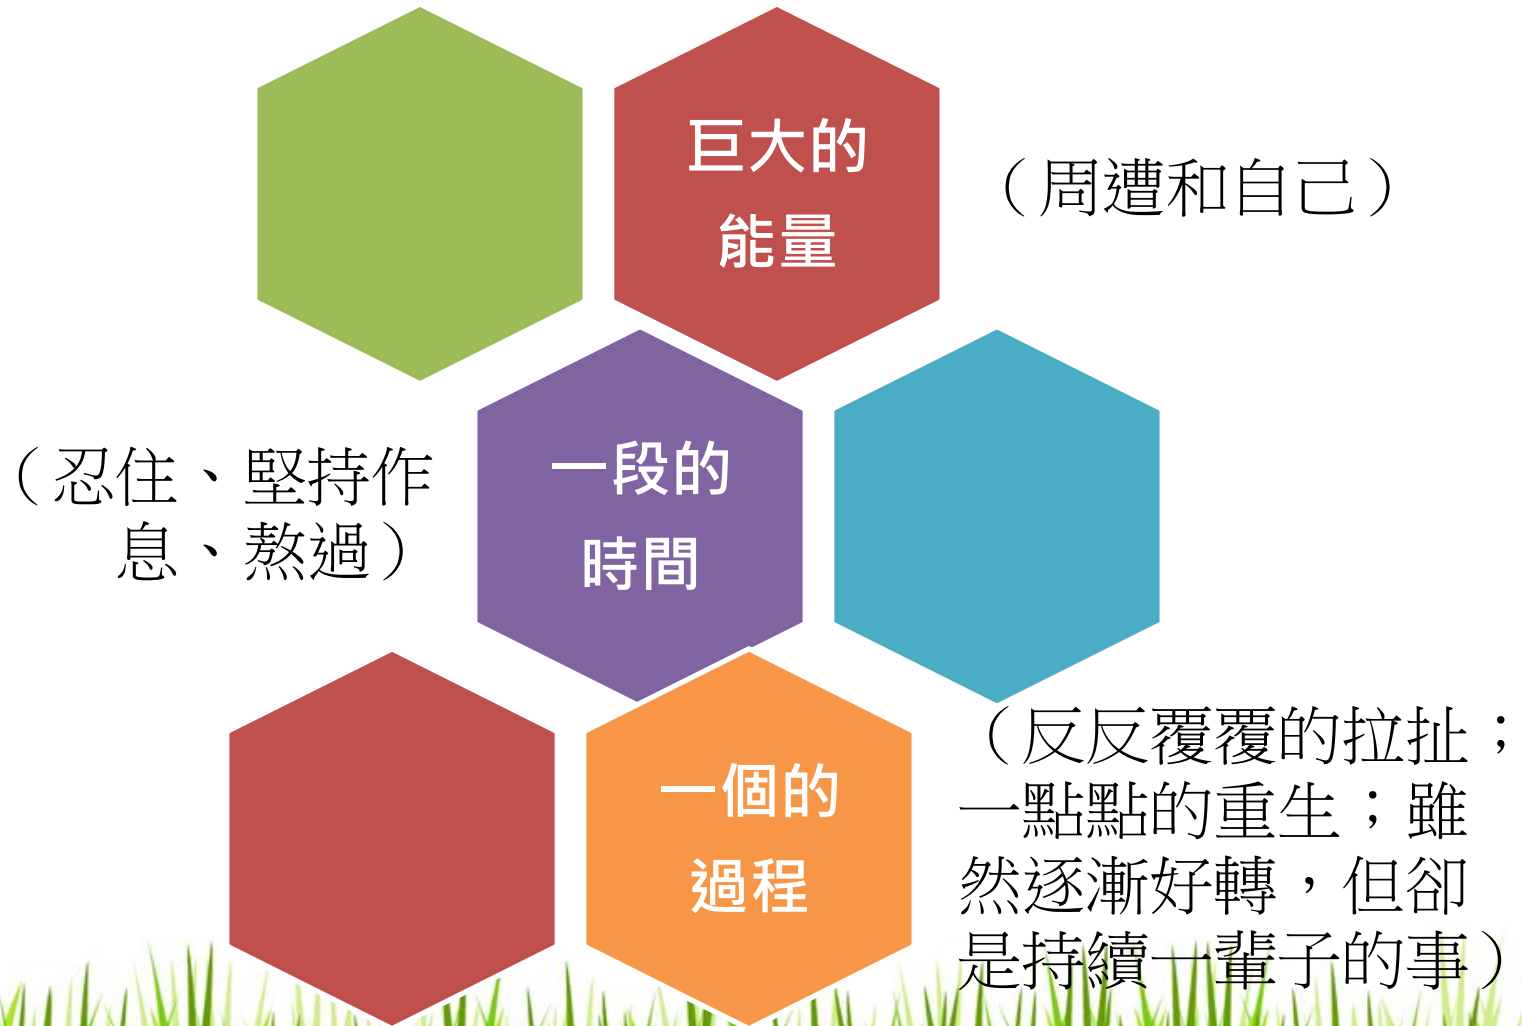 巨大的
能量
（周遭和自己）
一段的
時間
（忍住、堅持作
息、熬過）
一個的
過程
（反反覆覆的拉扯；
一點點的重生；雖
然逐漸好轉，但卻
是持續一輩子的事）